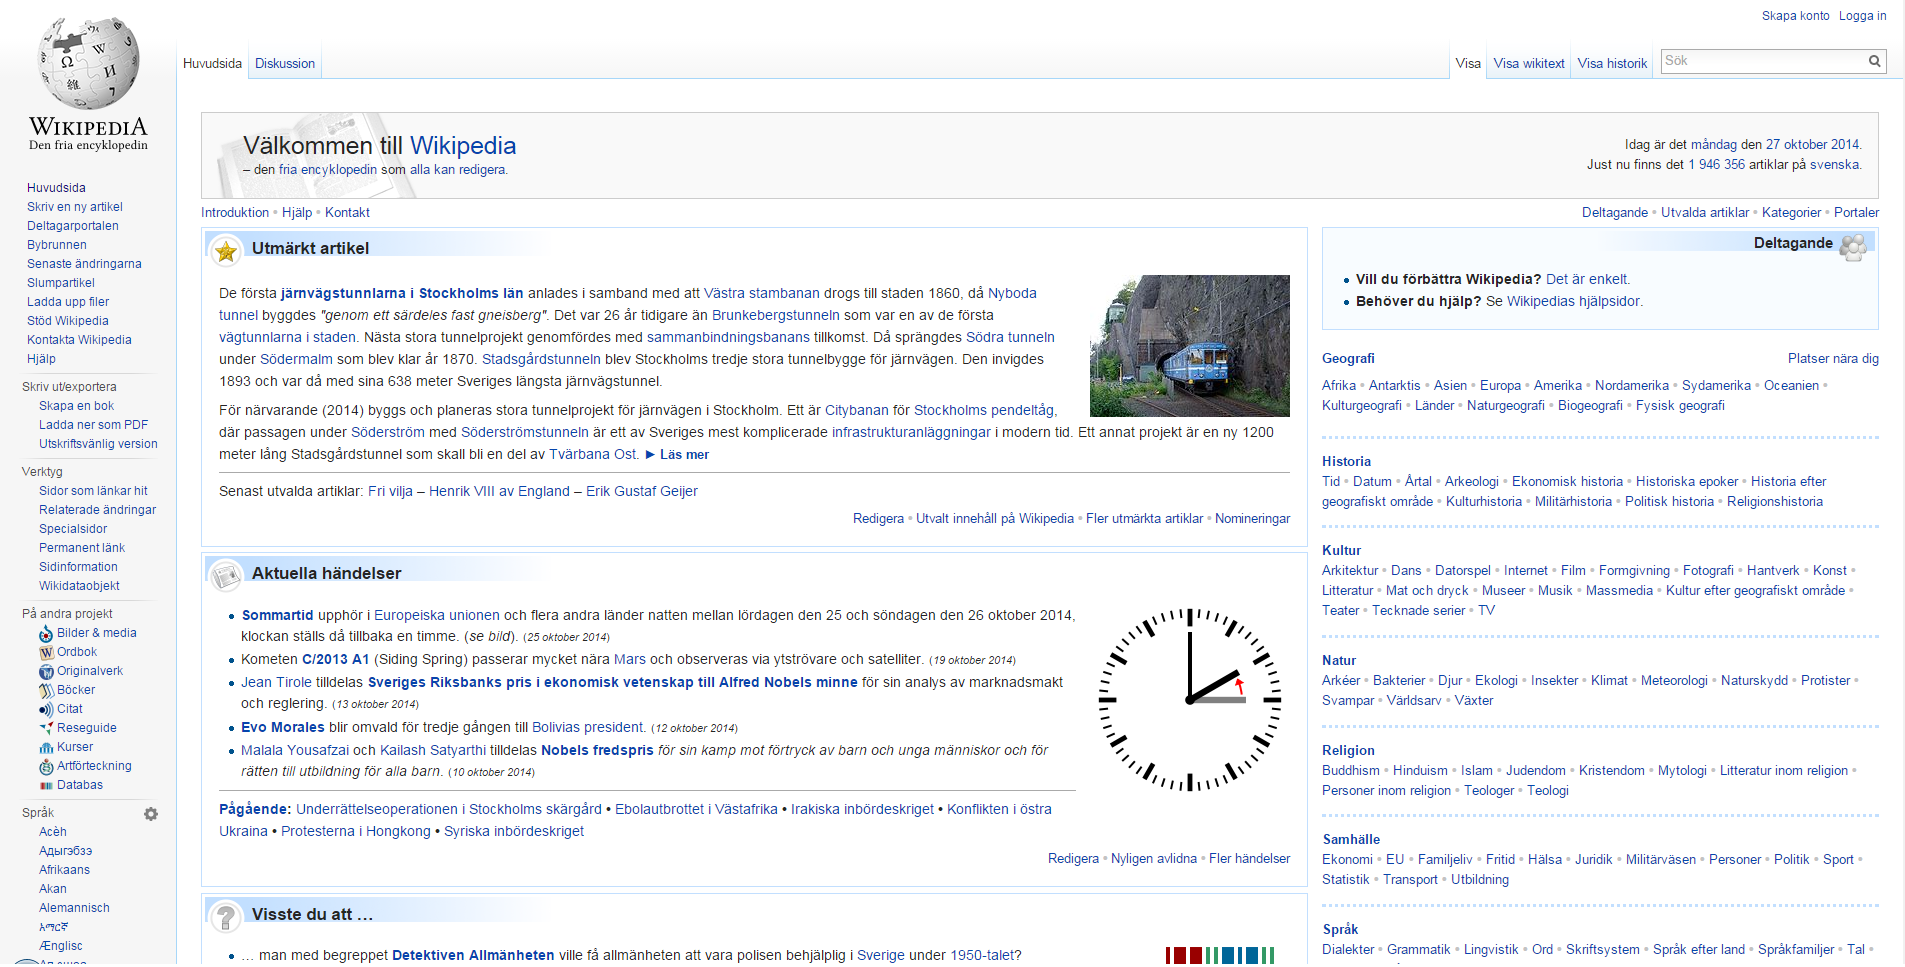 Skapa konto Logga in
Huvudsida Diskussion
Visa Visa wikitext Visa historik Sök
WIKIPEDIA
Den fria encyklopedin
Huvudsida
Skriv en ny artikel
Deltagarportalen
Bybrunnen
Senaste ändringarna
Slumpartikel
Ladda upp filer
Stöd Wikipedia
Kontakta Wikipedia
Hjälp
Skriv ut/exportera
Skapa en bok
Ladda ner som PDF
Utskriftsvänlig version
Verktyg
Sidor som länkar hit
Relaterade ändringar
Specialsidor
Permanent länk
Sidinformation
Wikidataobjekt
På andra projekt
Bilder & media
Ordbok
Originalverk
Böcker
Citat
Reseguide
Kurser
Artförteckning
Databas
Språk
Acèh
Адыгэбзэ
Afrikaans
Akan
Alemannisch
አማርኛ
Ænglisc
Välkommen till Wikipedia
– den fria encyklopedin som alla kan redigera.
Idag är det måndag den 27 oktober 2014.
Just nu finns det 1 946 356 artiklar på svenska.
Introduktion • Hjälp • Kontakt
Deltagande • Utvalda artiklar • Kategorier • Portaler
Utmärkt artikel
De första järnvägstunnlarna i Stockholms län anlades i samband med att Västra stambanan drogs till staden 1860, då Nyboda
tunnel byggdes "genom ett särdeles fast gneisberg". Det var 26 år tidigare än Brunkebergstunneln som var en av de första
vägtunnlarna i staden. Nästa stora tunnelprojekt genomfördes med sammanbindningsbanans tillkomst. Då sprängdes Södra tunneln
under Södermalm som blev klar år 1870. Stadsgårdstunneln blev Stockholms tredje stora tunnelbygge för järnvägen. Den invigdes
1893 och var då med sina 638 meter Sveriges längsta järnvägstunnel.
För närvarande (2014) byggs och planeras stora tunnelprojekt för järnvägen i Stockholm. Ett är Citybanan för Stockholms pendeltåg,
där passagen under Söderström med Söderströmstunneln är ett av Sveriges mest komplicerade infrastrukturanläggningar i modern tid. Ett annat projekt är en ny 1200
meter lång Stadsgårdstunnel som skall bli en del av Tvärbana Ost. ► Läs mer
Senast utvalda artiklar: Fri vilja – Henrik VIII av England – Erik Gustaf Geijer
Redigera • Utvalt innehåll på Wikipedia • Fler utmärkta artiklar • Nomineringar
Aktuella händelser
• Sommartid upphör i Europeiska unionen och flera andra länder natten mellan lördagen den 25 och söndagen den 26 oktober 2014,
klockan ställs då tillbaka en timme. (se bild). (25 oktober 2014)
• Kometen C/2013 A1 (Siding Spring) passerar mycket nära Mars och observeras via ytströvare och satelliter. (19 oktober 2014)
• Jean Tirole tilldelas Sveriges Riksbanks pris i ekonomisk vetenskap till Alfred Nobels minne för sin analys av marknadsmakt
och reglering. (13 oktober 2014)
• Evo Morales blir omvald för tredje gången till Bolivias president. (12 oktober 2014)
• Malala Yousafzai och Kailash Satyarthi tilldelas Nobels fredspris för sin kamp mot förtryck av barn och unga människor och för
rätten till utbildning för alla barn. (10 oktober 2014)
Pågående: Underrättelseoperationen i Stockholms skärgård • Ebolautbrottet i Västafrika • Irakiska inbördeskriget • Konflikten i östra
Ukraina • Protesterna i Hongkong • Syriska inbördeskriget
Redigera • Nyligen avlidna • Fler händelser
Visste du att ...
• ... man med begreppet Detektiven Allmänheten ville få allmänheten att vara polisen behjälplig i Sverige under 1950-talet?
Deltagande
• Vill du förbättra Wikipedia? Det är enkelt.
• Behöver du hjälp? Se Wikipedias hjälpsidor.
Geografi Platser nära dig
Afrika • Antarktis • Asien • Europa • Amerika • Nordamerika • Sydamerika • Oceanien •
Kulturgeografi • Länder • Naturgeografi • Biogeografi • Fysisk geografi
Historia
Tid • Datum • Årtal • Arkeologi • Ekonomisk historia • Historiska epoker • Historia efter
geografiskt område • Kulturhistoria • Militärhistoria • Politisk historia • Religionshistoria
Kultur
Arkitektur • Dans • Datorspel • Internet • Film • Formgivning • Fotografi • Hantverk • Konst •
Litteratur • Mat och dryck • Museer • Musik • Massmedia • Kultur efter geografiskt område •
Teater • Tecknade serier • TV
Natur
Arkéer • Bakterier • Djur • Ekologi • Insekter • Klimat • Meteorologi • Naturskydd • Protister •
Svampar • Världsarv • Växter
Religion
Buddhism • Hinduism • Islam • Judendom • Kristendom • Mytologi • Litteratur inom religion •
Personer inom religion • Teologer • Teologi
Samhälle
Ekonomi • EU • Familjeliv • Fritid • Hälsa • Juridik • Militärväsen • Personer • Politik • Sport •
Statistik • Transport • Utbildning
Språk
Dialekter • Grammatik • Lingvistik • Ord • Skriftsystem • Språk efter land • Språkfamiljer • Tal •